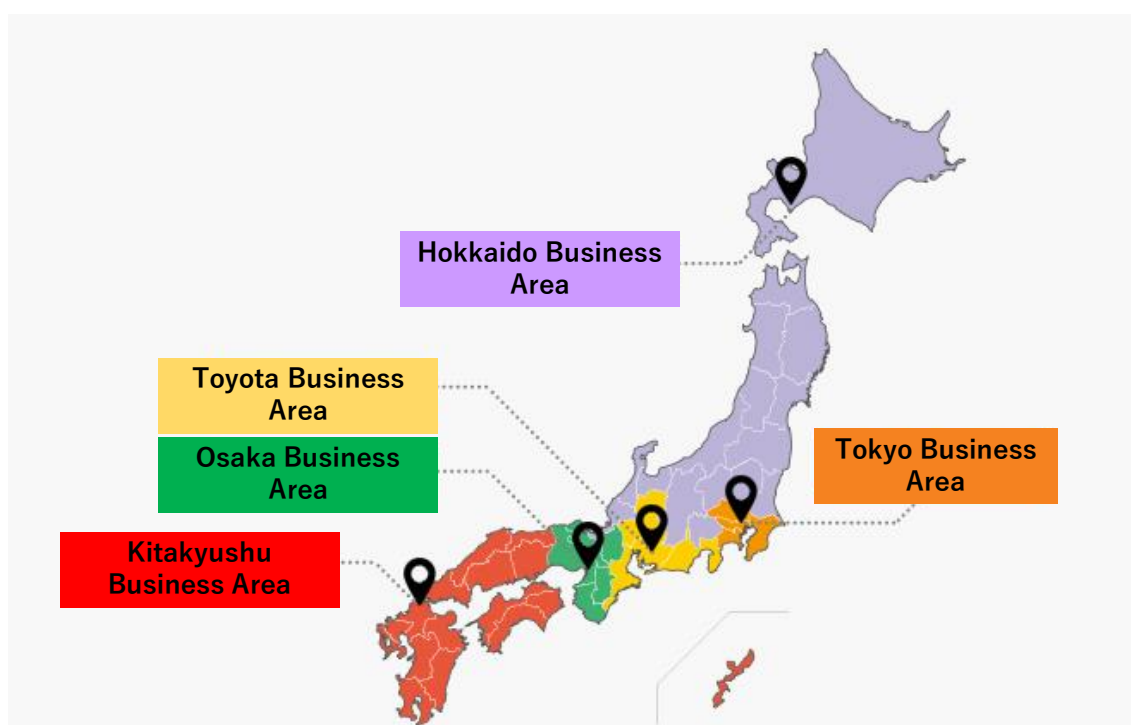 Hokkaido Business
Area
Toyota Business
Area
Osaka Business
Area
Tokyo Business
Area
Kitakyushu
Business Area